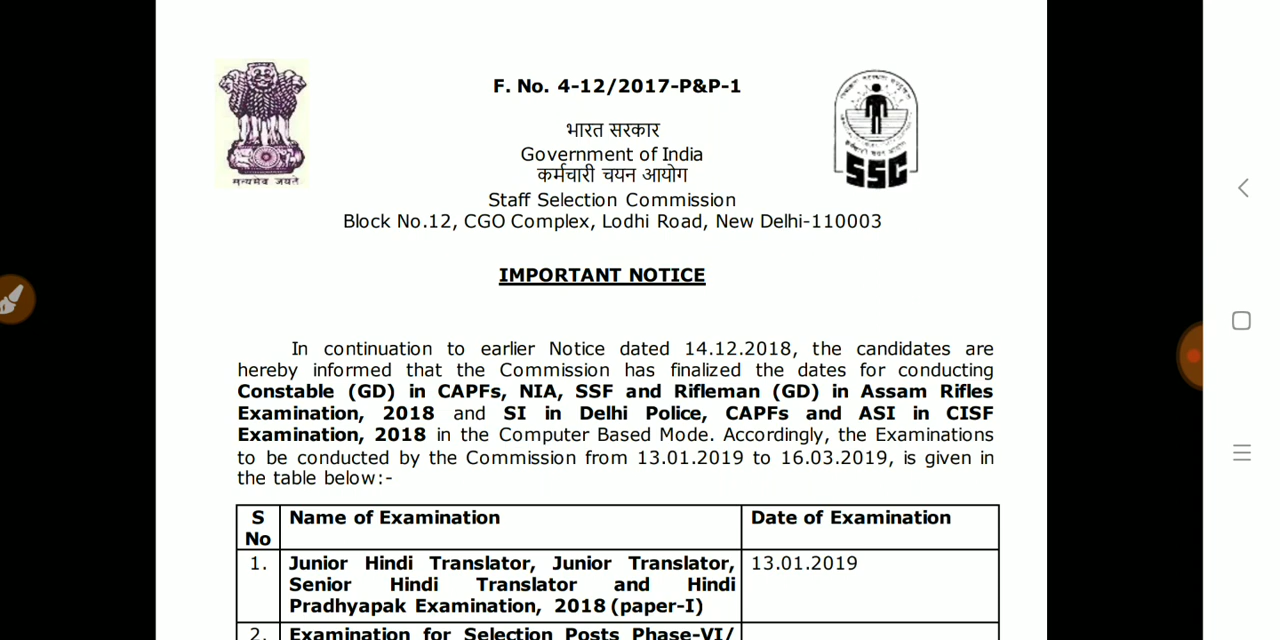 F. No. 4-12/2017-P&P-1
भारत सरकार
Government of India
कर्मचारी चयन आयोग
Staff Selection Commission
Block No.12, CGO Complex, Lodhi Road, New Delhi-110003
सत्यमेव जयते
SSC
IMPORTANT NOTICE
In continuation to earlier Notice dated 14.12.2018, the candidates are
hereby informed that the Commission has finalized the dates for conducting
Constable (GD) in CAPFs, NIA, SSF and Rifleman (GD) in Assam Rifles
Examination, 2018 and SI in Delhi Police, CAPFs and ASI in CISF
Examination, 2018 in the Computer Based Mode. Accordingly, the Examinations
to be conducted by the Commission from 13.01.2019 to 16.03.2019, is given in
the table below:-
S No Name of Examination Date of Examination
1. Junior Hindi Translator, Junior Translator, 13.01.2019
Senior Hindi Translator and Hindi
Pradhyapak Examination, 2018 (paper-I)
2. Examination for Selection Posts Phase-VI/